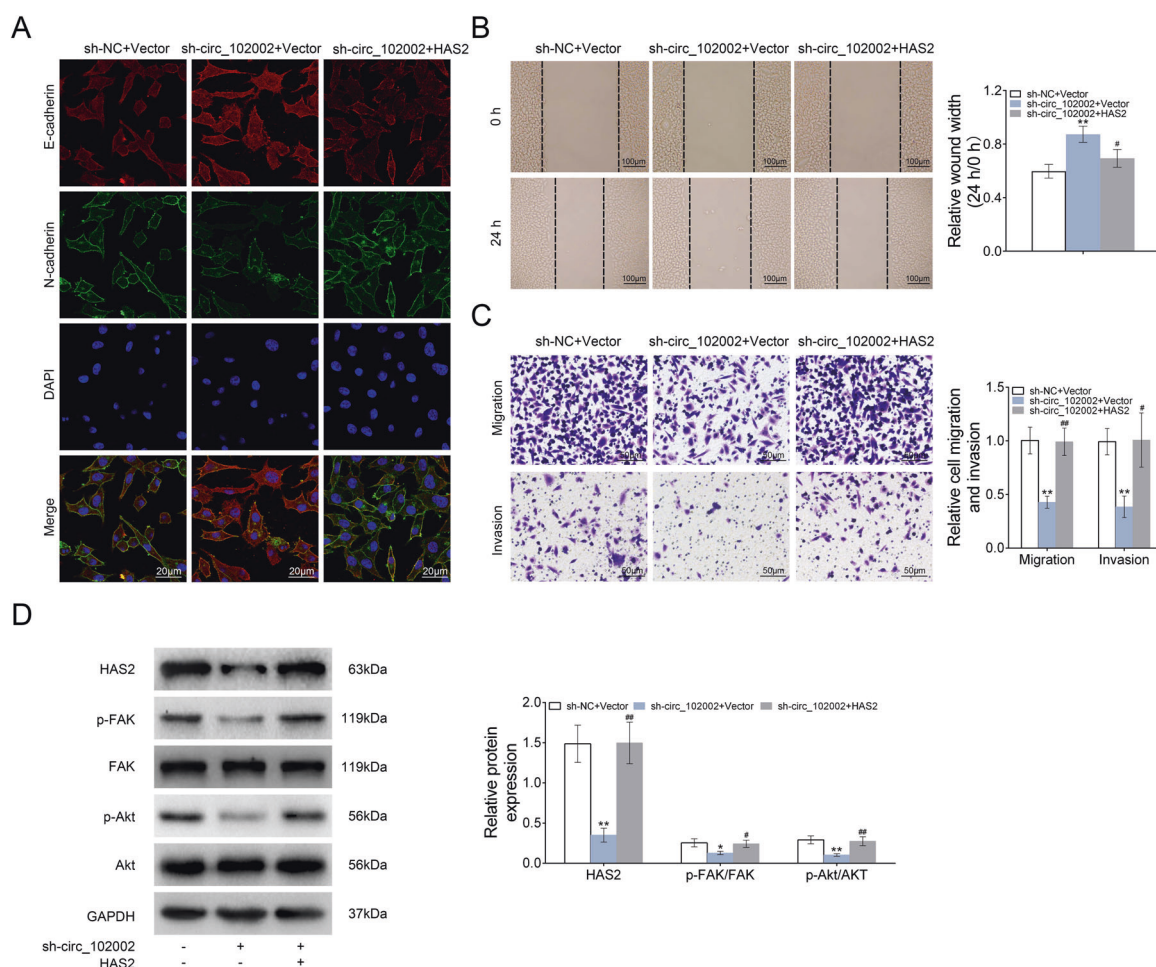 A
sh-NC+Vector sh-circ_102002+Vector sh-circ_102002+HAS2
E-cadherin
N-cadherin
DAPI
Merge
20μm 20μm 20μm
B
sh-NC+Vector sh-circ_102002+Vector sh-circ_102002+HAS2
0 h
100μm 100μm 100μm
24 h
100μm 100μm 100μm
Relative wound width
(24 h/0 h)
1.2
0.8
0.4
0.0
sh-NC+Vector
sh-circ_102002+Vector
sh-circ_102002+HAS2
**
#
C
sh-NC+Vector sh-circ_102002+Vector sh-circ_102002+HAS2
Migration
50μm 50μm 50μm
Invasion
50μm 50μm 50μm
Relative cell migration
and invasion
1.5
1.0
0.5
0.0
sh-NC+Vector
sh-circ_102002+Vector
sh-circ_102002+HAS2
** ## ** #
Migration Invasion
D
HAS2 63kDa
p-FAK 119kDa
FAK 119kDa
p-Akt 56kDa
Akt 56kDa
GAPDH 37kDa
sh-circ_102002 - + +
HAS2 - - +
Relative protein
expression
2.0
1.5
1.0
0.5
0.0
sh-NC+Vector sh-circ_102002+Vector sh-circ_102002+HAS2
** ## * # ** ##
HAS2 p-FAK/FAK p-Akt/AKT